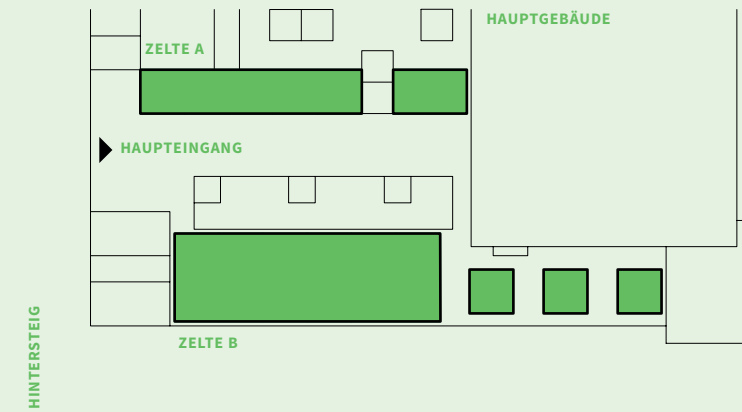 HAUPTGEBÄUDE
ZELTE A
HAUPTEINGANG
HINTERSTEIG
ZELTE B